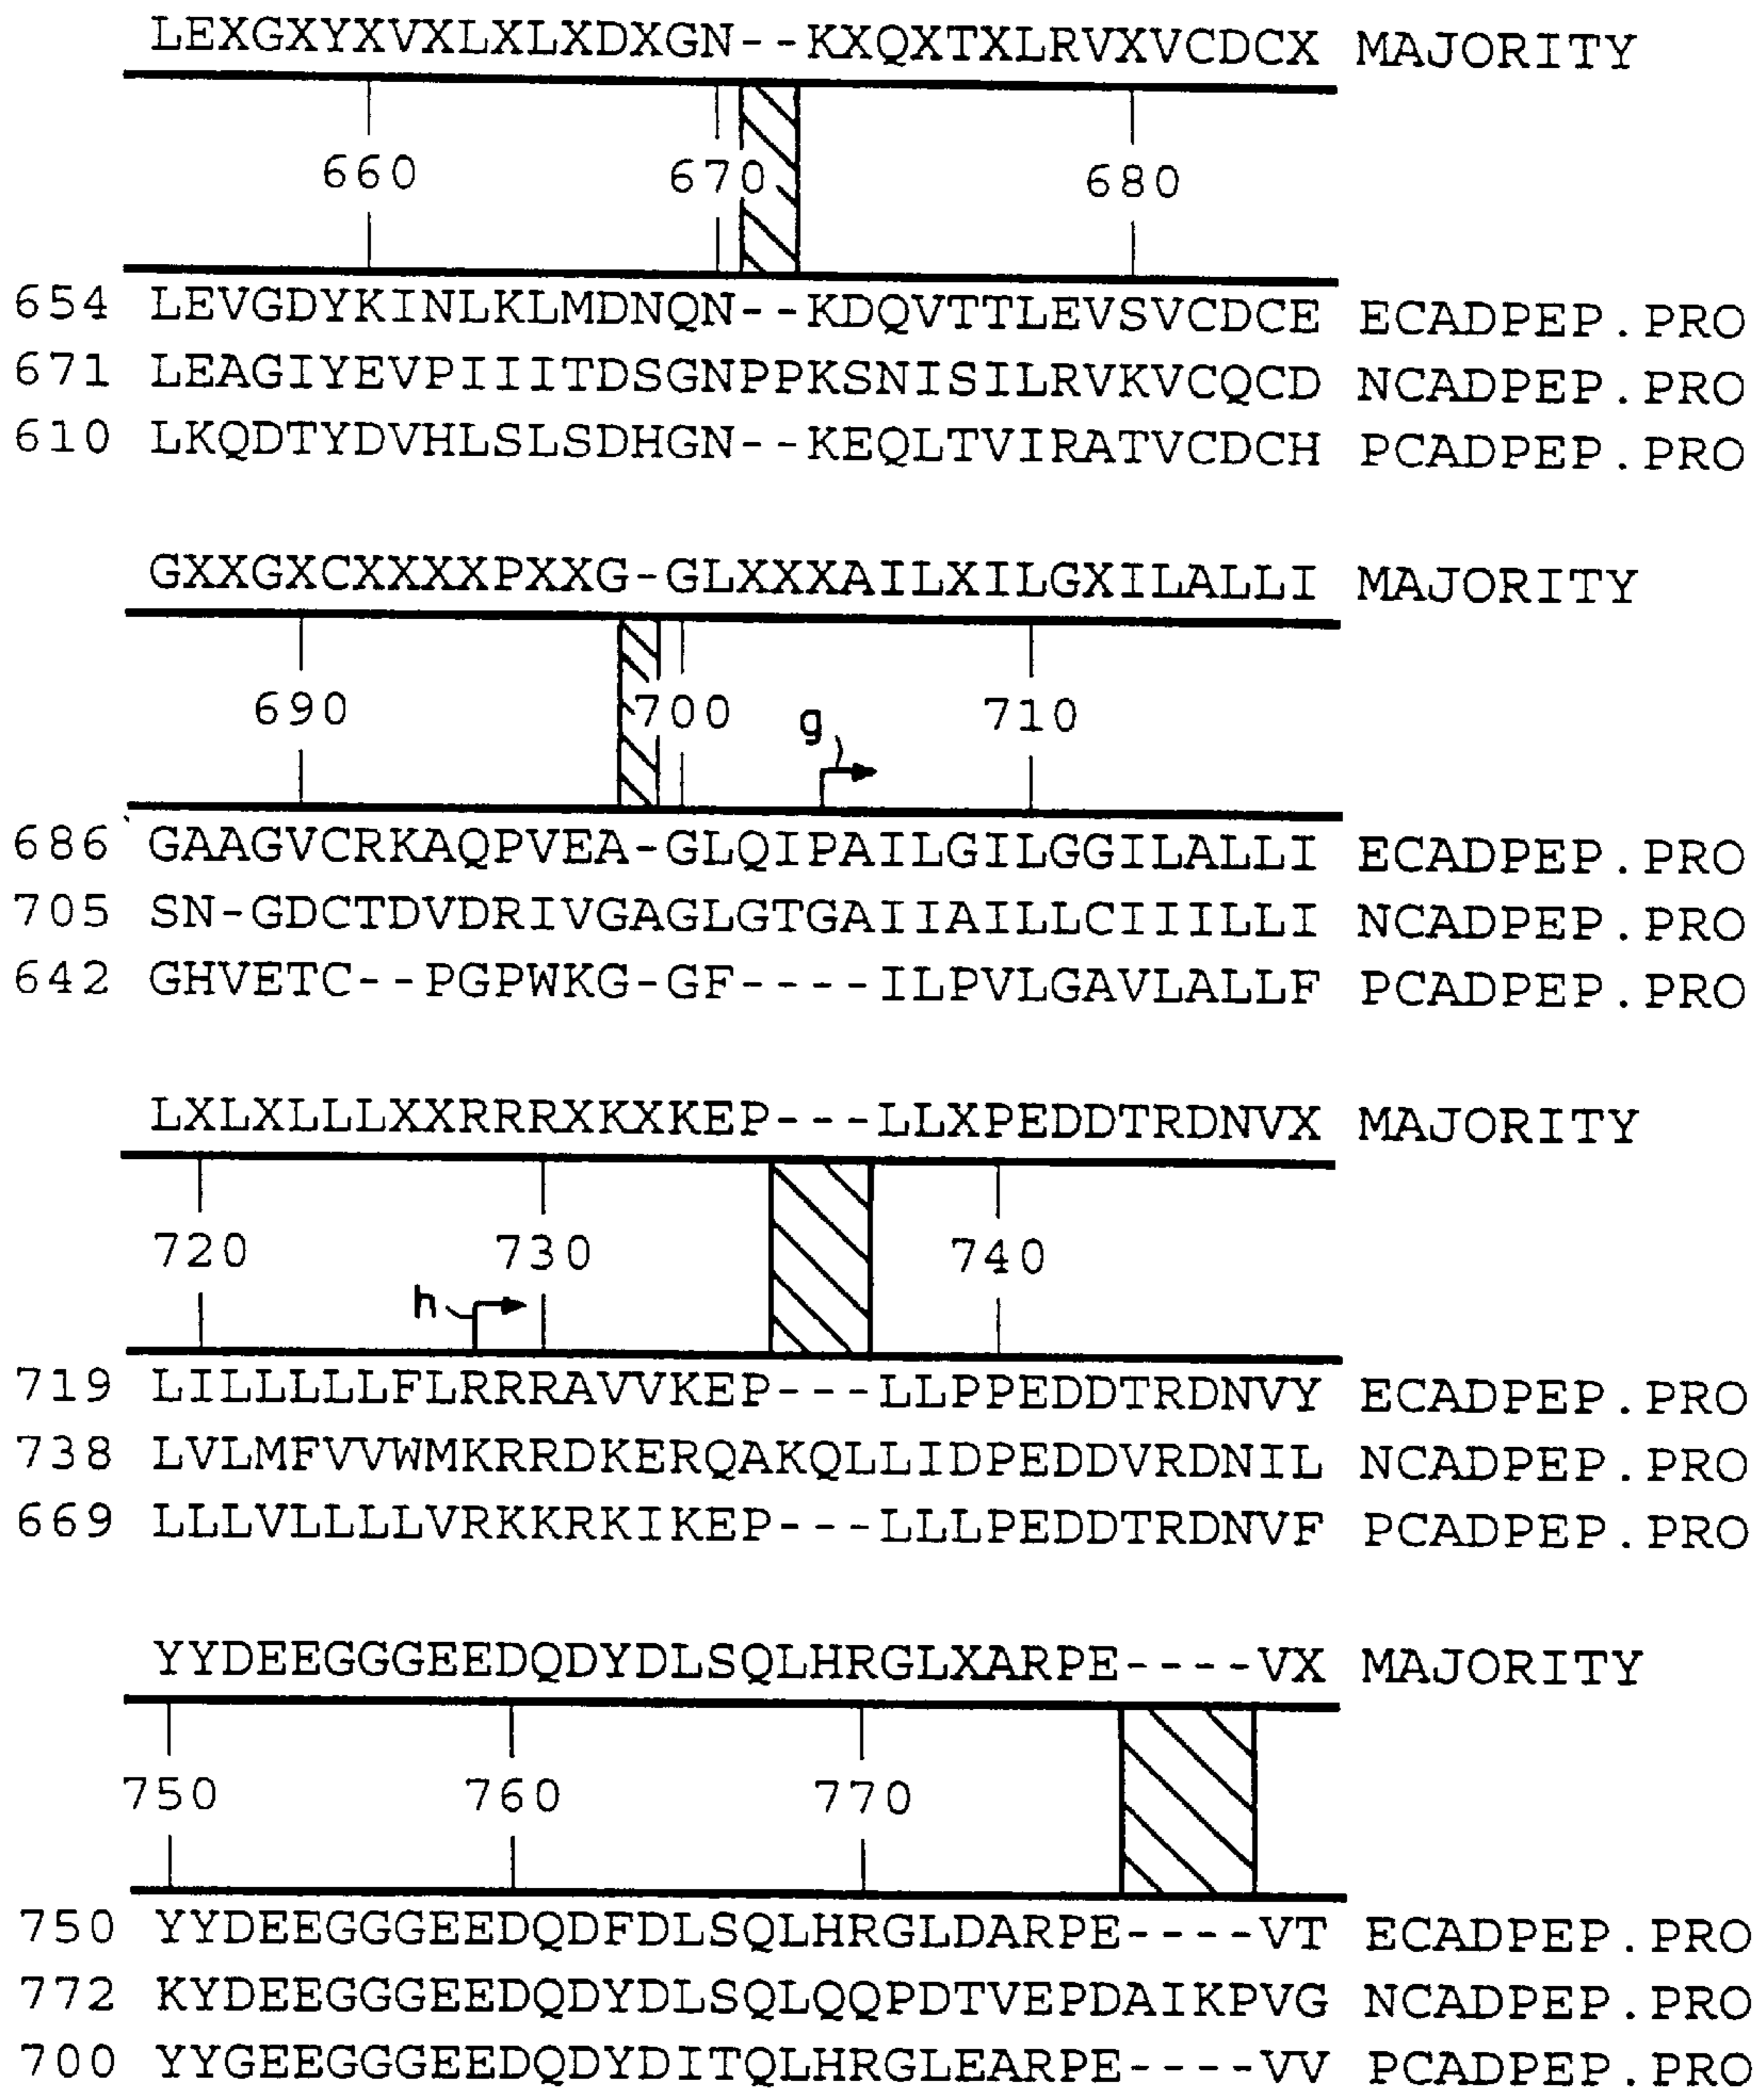 LEXGXYXVXLXLXDXGN--KXQXTXLRVXVCDCX MAJORITY
660 670 680
654 LEVGDYKINLKLMDNQN--KDQVTTLEVSVCDCE ECADPEP.PRO
671 LEAGIYEVPIIITDSGNPPKSNISILRVKVCQCD NCADPEP.PRO
610 LKQDTYDVHLSLSDHGN--KEQLTVIRATVCDCH PCADPEP.PRO
GXXGXCXXXXPXXG-GLXXXAILXILGXILALLI MAJORITY
690 700 g 710
686 GAAGVCRKAQPVEA-GLQIPAILGILGGILALLI ECADPEP.PRO
705 SN-GDCTDVDRIVGAGLGTGAIIAILLCIIILLI NCADPEP.PRO
642 GHVETC--PGPWKG-GF----ILPVLGAVLALLF PCADPEP.PRO
LXLXLLLXXRRRXKXKEP---LLXPEDDTRDNVX MAJORITY
720 h 730 740
719 LILLLLLFLRRRAVVKEP---LLPPEDDTRDNVY ECADPEP.PRO
738 LVLMFVVWMKRRDKERQAKQLLIDPEDDVRDNIL NCADPEP.PRO
669 LLLVLLLLVRKKRKIKEP---LLLPEDDTRDNVF PCADPEP.PRO
YYDEEGGGEEDQDYDLSQLHRGLXARPE----VX MAJORITY
750 760 770
750 YYDEEGGGEEDQDFDLSQLHRGLDARPE----VT ECADPEP.PRO
772 KYDEEGGGEEDQDYDLSQLQQPDTVEPDAIKPVG NCADPEP.PRO
700 YYGEEGGGEEDQDYDITQLHRGLEARPE----VV PCADPEP.PRO